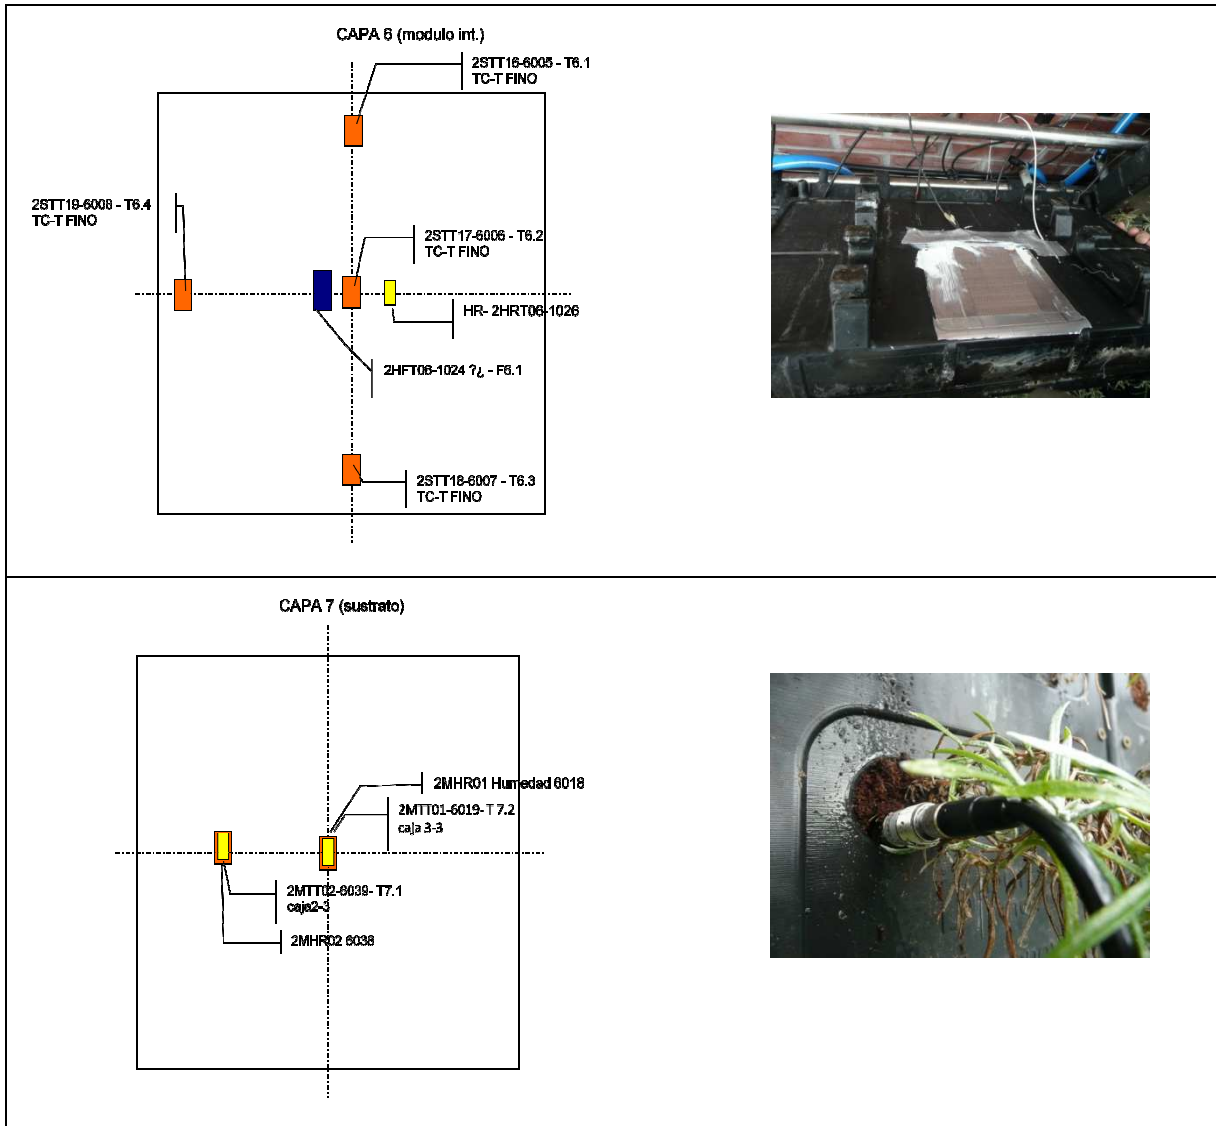 CAPA 6 (modulo int.)
2STT16-6005 - T6.1
TC-T FINO
2STT19-6008 - T6.4
TC-T FINO
2STT17-6006 - T6.2
TC-T FINO
HR- 2HRT06-1026
2HFT06-1024 ?¿ - F6.1
2STT18-6007 - T6.3
TC-T FINO
CAPA 7 (sustrato)
2MHR01 Humedad 6018
2MTT01-6019- T 7.2
caja 3-3
2MTT02-6039- T7.1
caja2-3
2MHR02 6038